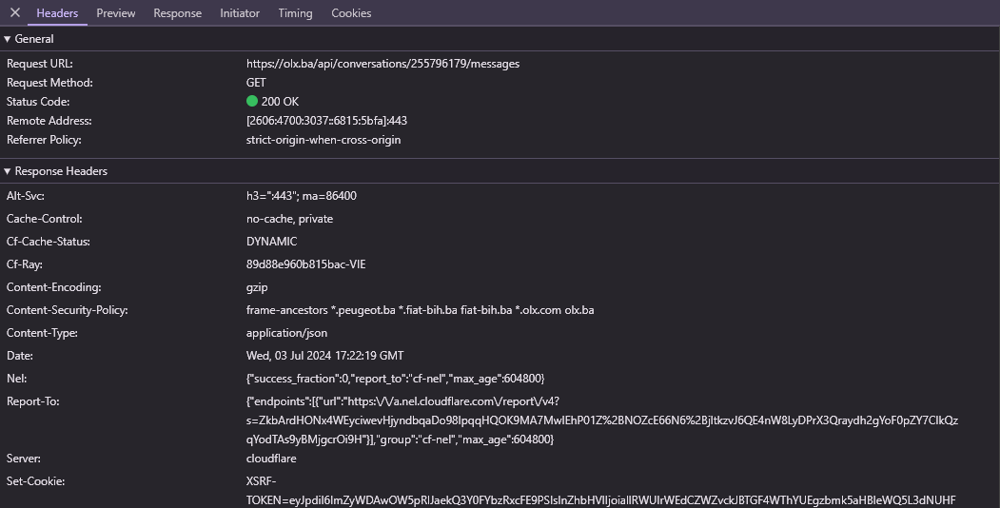 Headers Preview Response Initiator Timing Cookies
General
Request URL: https://olx.ba/api/conversations/255796179/messages
Request Method: GET
Status Code: 200 OK
Remote Address: [2606:4700:3037::6815:5bfa]:443
Referrer Policy: strict-origin-when-cross-origin
Response Headers
Alt-Svc: h3=":443"; ma=86400
Cache-Control: no-cache, private
Cf-Cache-Status: DYNAMIC
Cf-Ray: 89d88e960b815bac-VIE
Content-Encoding: gzip
Content-Security-Policy: frame-ancestors *.peugeot.ba *.fiat-bih.ba fiat-bih.ba *.olx.com olx.ba
Content-Type: application/json
Date: Wed, 03 Jul 2024 17:22:19 GMT
Nel: {"success_fraction":0,"report_to":"cf-nel","max_age":604800}
Report-To: {"endpoints":[{"url":"https:\/\/a.nel.cloudflare.com\/report\/v4?
"}],"group":"cf-nel","max_age":604800}
Server: cloudflare
Set-Cookie: XSRF-